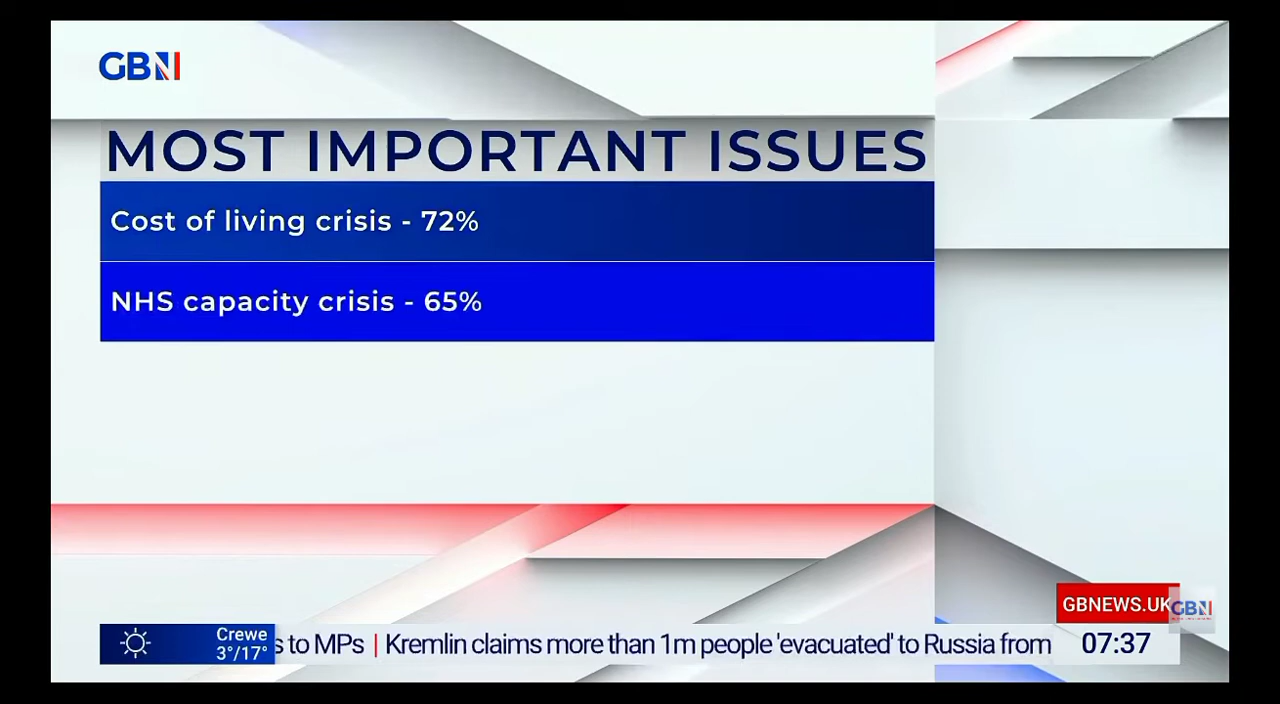 GBN
MOST IMPORTANT ISSUES
Cost of living crisis - 72%
NHS capacity crisis - 65%
GBNEWS.UK
GBN
Crewe
3°/17°
s to MPs | Kremlin claims more than 1m people 'evacuated' to Russia from
07:37